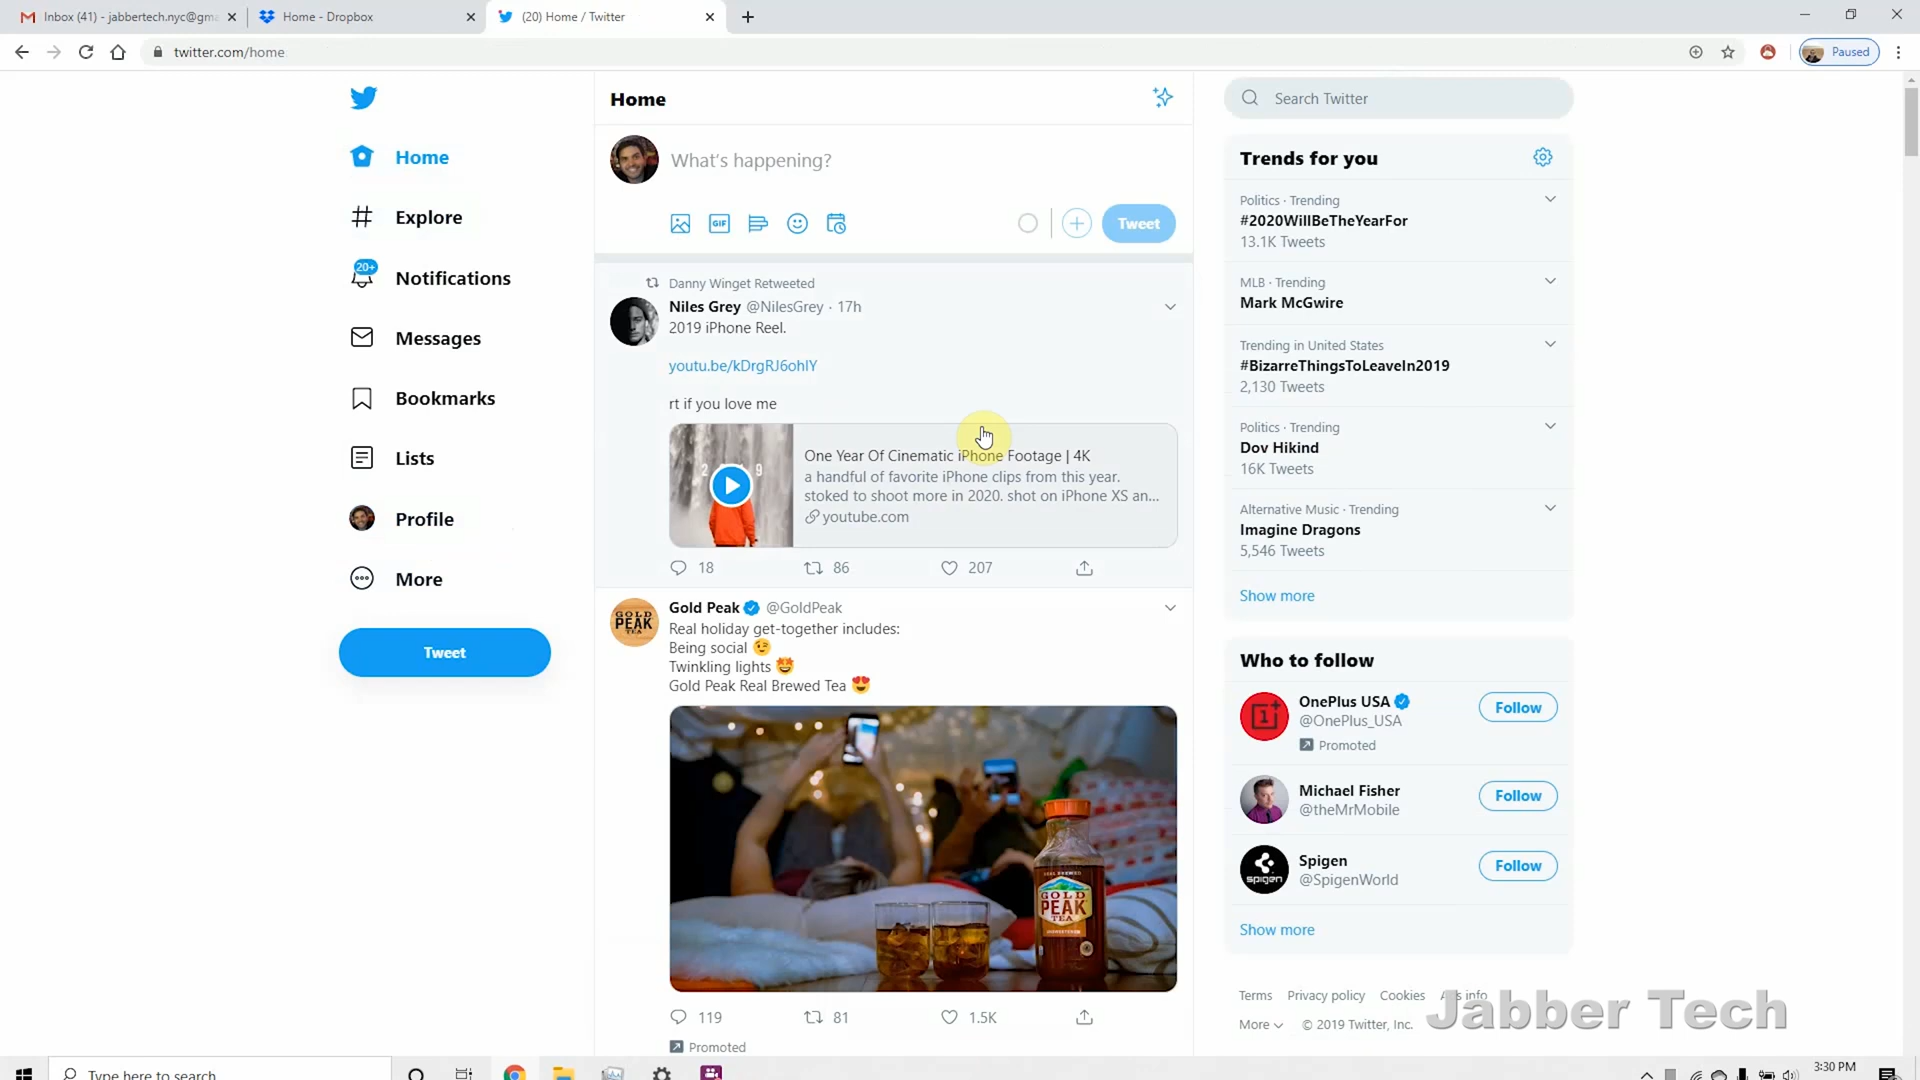 Inbox (41) - jabbertech.nyc@gma
Home - Dropbox
(20) Home / Twitter
twitter.com/home
Paused
Home
Explore
20+
Notifications
Messages
Bookmarks
Lists
Profile
More
Tweet
Home
What's happening?
GIF
Tweet
Danny Winget Retweeted
Niles Grey @NilesGrey · 17h
2019 iPhone Reel.
youtu.be/kDrgRJ6ohlY
rt if you love me
One Year Of Cinematic iPhone Footage | 4K
a handful of favorite iPhone clips from this year.
stoked to shoot more in 2020. shot on iPhone XS an...
youtube.com
18 86 207
GOLD PEAK TEA
Gold Peak @GoldPeak
Real holiday get-together includes:
Being social 😉
Twinkling lights 🤩
Gold Peak Real Brewed Tea 😍
GOLD
PEAK
TEA
119 81 1.5K
Promoted
Search Twitter
Trends for you
Politics · Trending
#2020WillBeTheYearFor
13.1K Tweets
MLB · Trending
Mark McGwire
Trending in United States
#BizarreThingsToLeaveIn2019
2,130 Tweets
Politics · Trending
Dov Hikind
16K Tweets
Alternative Music · Trending
Imagine Dragons
5,546 Tweets
Show more
Who to follow
OnePlus USA
@OnePlus_USA
Promoted
Follow
Michael Fisher
@theMrMobile
Follow
spigen
Spigen
@SpigenWorld
Follow
Show more
Terms Privacy policy Cookies Ads info
More © 2019 Twitter, Inc.
Jabber Tech
Type here to search
3:30 PM